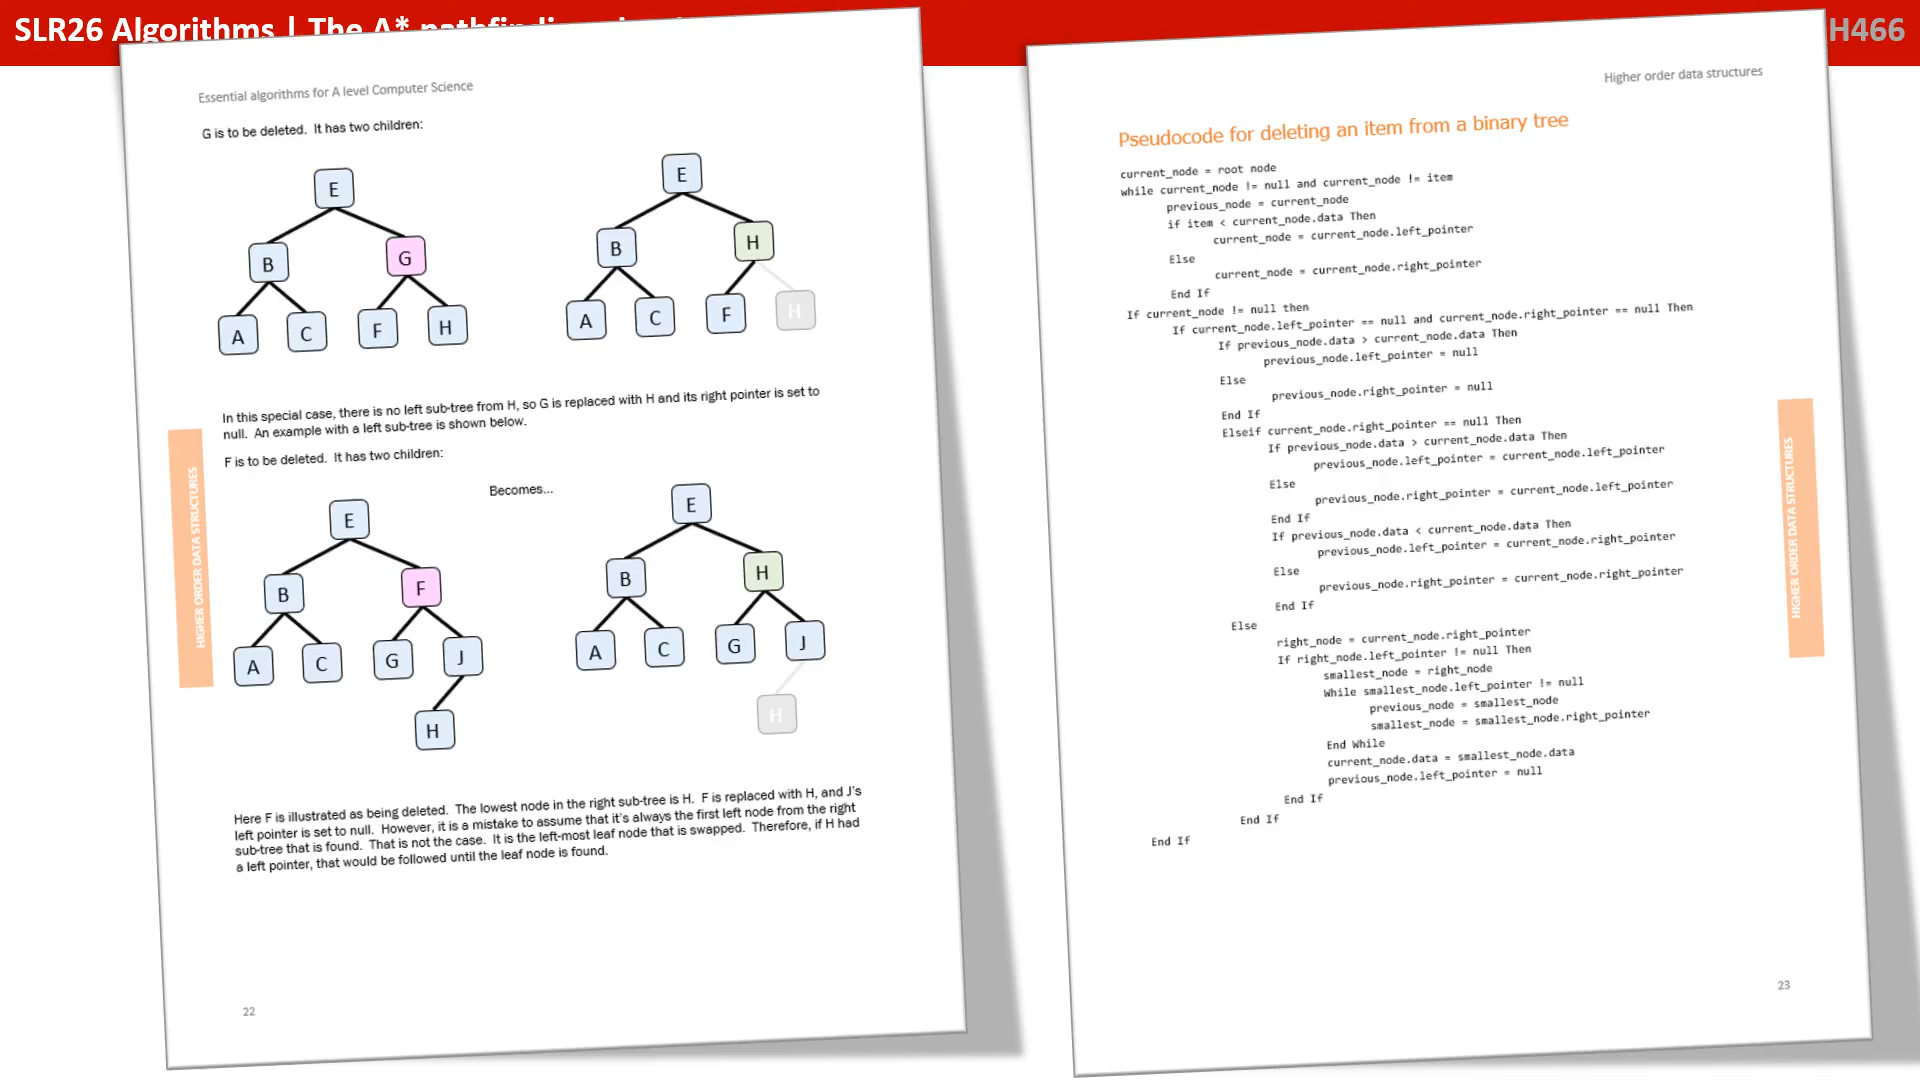 SLR26 Algorithms | The A*
H466
Essential algorithms for A level Computer Science
G is to be deleted. It has two children:
E
B
G
A
C
F
H
E
B
H
A
C
F
H
In this special case, there is no left sub-tree from H, so G is replaced with H and its right pointer is set to
null. An example with a left sub-tree is shown below.
F is to be deleted. It has two children:
Becomes...
E
B
F
A
C
G
J
H
E
B
H
A
C
G
J
H
Here F is illustrated as being deleted. The lowest node in the right sub-tree is H. F is replaced with H, and J's
left pointer is set to null. However, it is a mistake to assume that it's always the first left node from the right
sub-tree that is found. That is not the case. It is the left-most leaf node that is swapped. Therefore, if H had
a left pointer, that would be followed until the leaf node is found.
HIGHER ORDER DATA STRUCTURES
22
Higher order data structures
Pseudocode for deleting an item from a binary tree
current_node = root node
while current_node != null and current_node != item
previous_node = current_node
if item < current_node.data Then
current_node = current_node.left_pointer
Else
current_node = current_node.right_pointer
End If
If current_node != null then
If current_node.left_pointer == null and current_node.right_pointer == null Then
If previous_node.data > current_node.data Then
previous_node.left_pointer = null
Else
previous_node.right_pointer = null
End If
Elseif current_node.right_pointer == null Then
If previous_node.data > current_node.data Then
previous_node.left_pointer = current_node.left_pointer
Else
previous_node.right_pointer = current_node.left_pointer
End If
If previous_node.data < current_node.data Then
previous_node.left_pointer = current_node.right_pointer
Else
previous_node.right_pointer = current_node.right_pointer
End If
Else
right_node = current_node.right_pointer
If right_node.left_pointer != null Then
smallest_node = right_node
While smallest_node.left_pointer != null
previous_node = smallest_node
smallest_node = smallest_node.right_pointer
End While
current_node.data = smallest_node.data
previous_node.left_pointer = null
End If
End If
End If
HIGHER ORDER DATA STRUCTURES
23